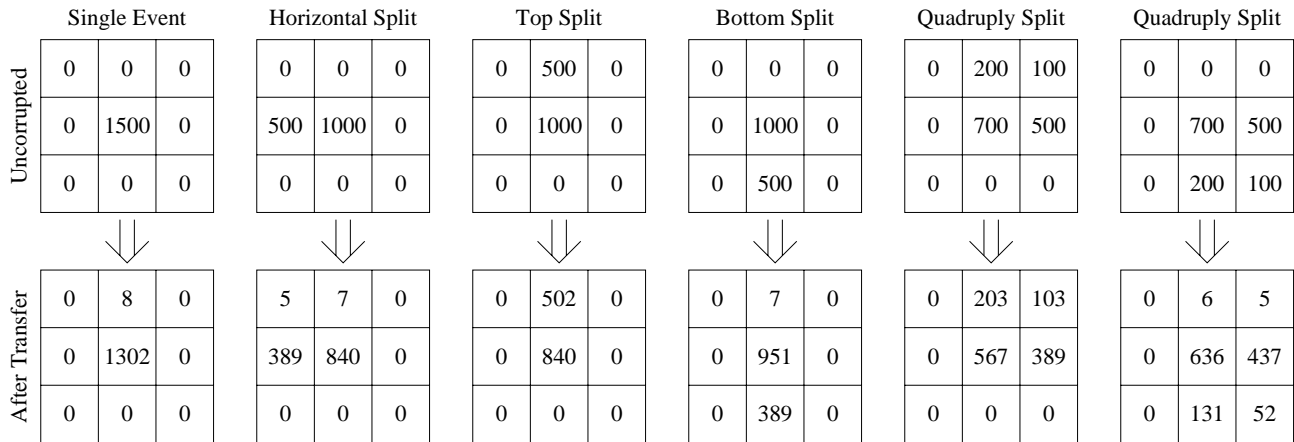 Single Event Horizontal Split Top Split Bottom Split Quadruply Split Quadruply Split
Uncorrupted
0 0 0 0 0 0 0 500 0 0 0 0 0 200 100 0 0 0
0 1500 0 500 1000 0 0 1000 0 0 1000 0 0 700 500 0 700 500
0 0 0 0 0 0 0 0 0 0 500 0 0 0 0 0 200 100
After Transfer
0 8 0 5 7 0 0 502 0 0 7 0 0 203 103 0 6 5
0 1302 0 389 840 0 0 840 0 0 951 0 0 567 389 0 636 437
0 0 0 0 0 0 0 0 0 0 389 0 0 0 0 0 131 52